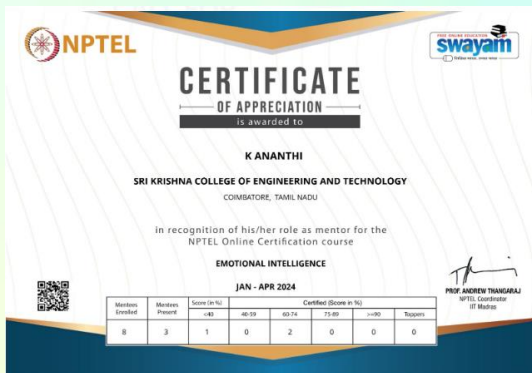 NPTEL
FREE ONLINE EDUCATION
swayam
CERTIFICATE
OF APPRECIATION
is awarded to
K ANANTHI
SRI KRISHNA COLLEGE OF ENGINEERING AND TECHNOLOGY
COIMBATORE, TAMIL NADU
in recognition of his/her role as mentor for the
NPTEL Online Certification course
EMOTIONAL INTELLIGENCE
JAN - APR 2024
PROF. ANDREW THANGARAJ
NPTEL Coordinator
IIT Madras
Mentees Enrolled Mentees Present Score (in %) Certified (Score in %)
<40 40-59 60-74 75-89 >=90 Toppers
8 3 1 0 2 0 0 0